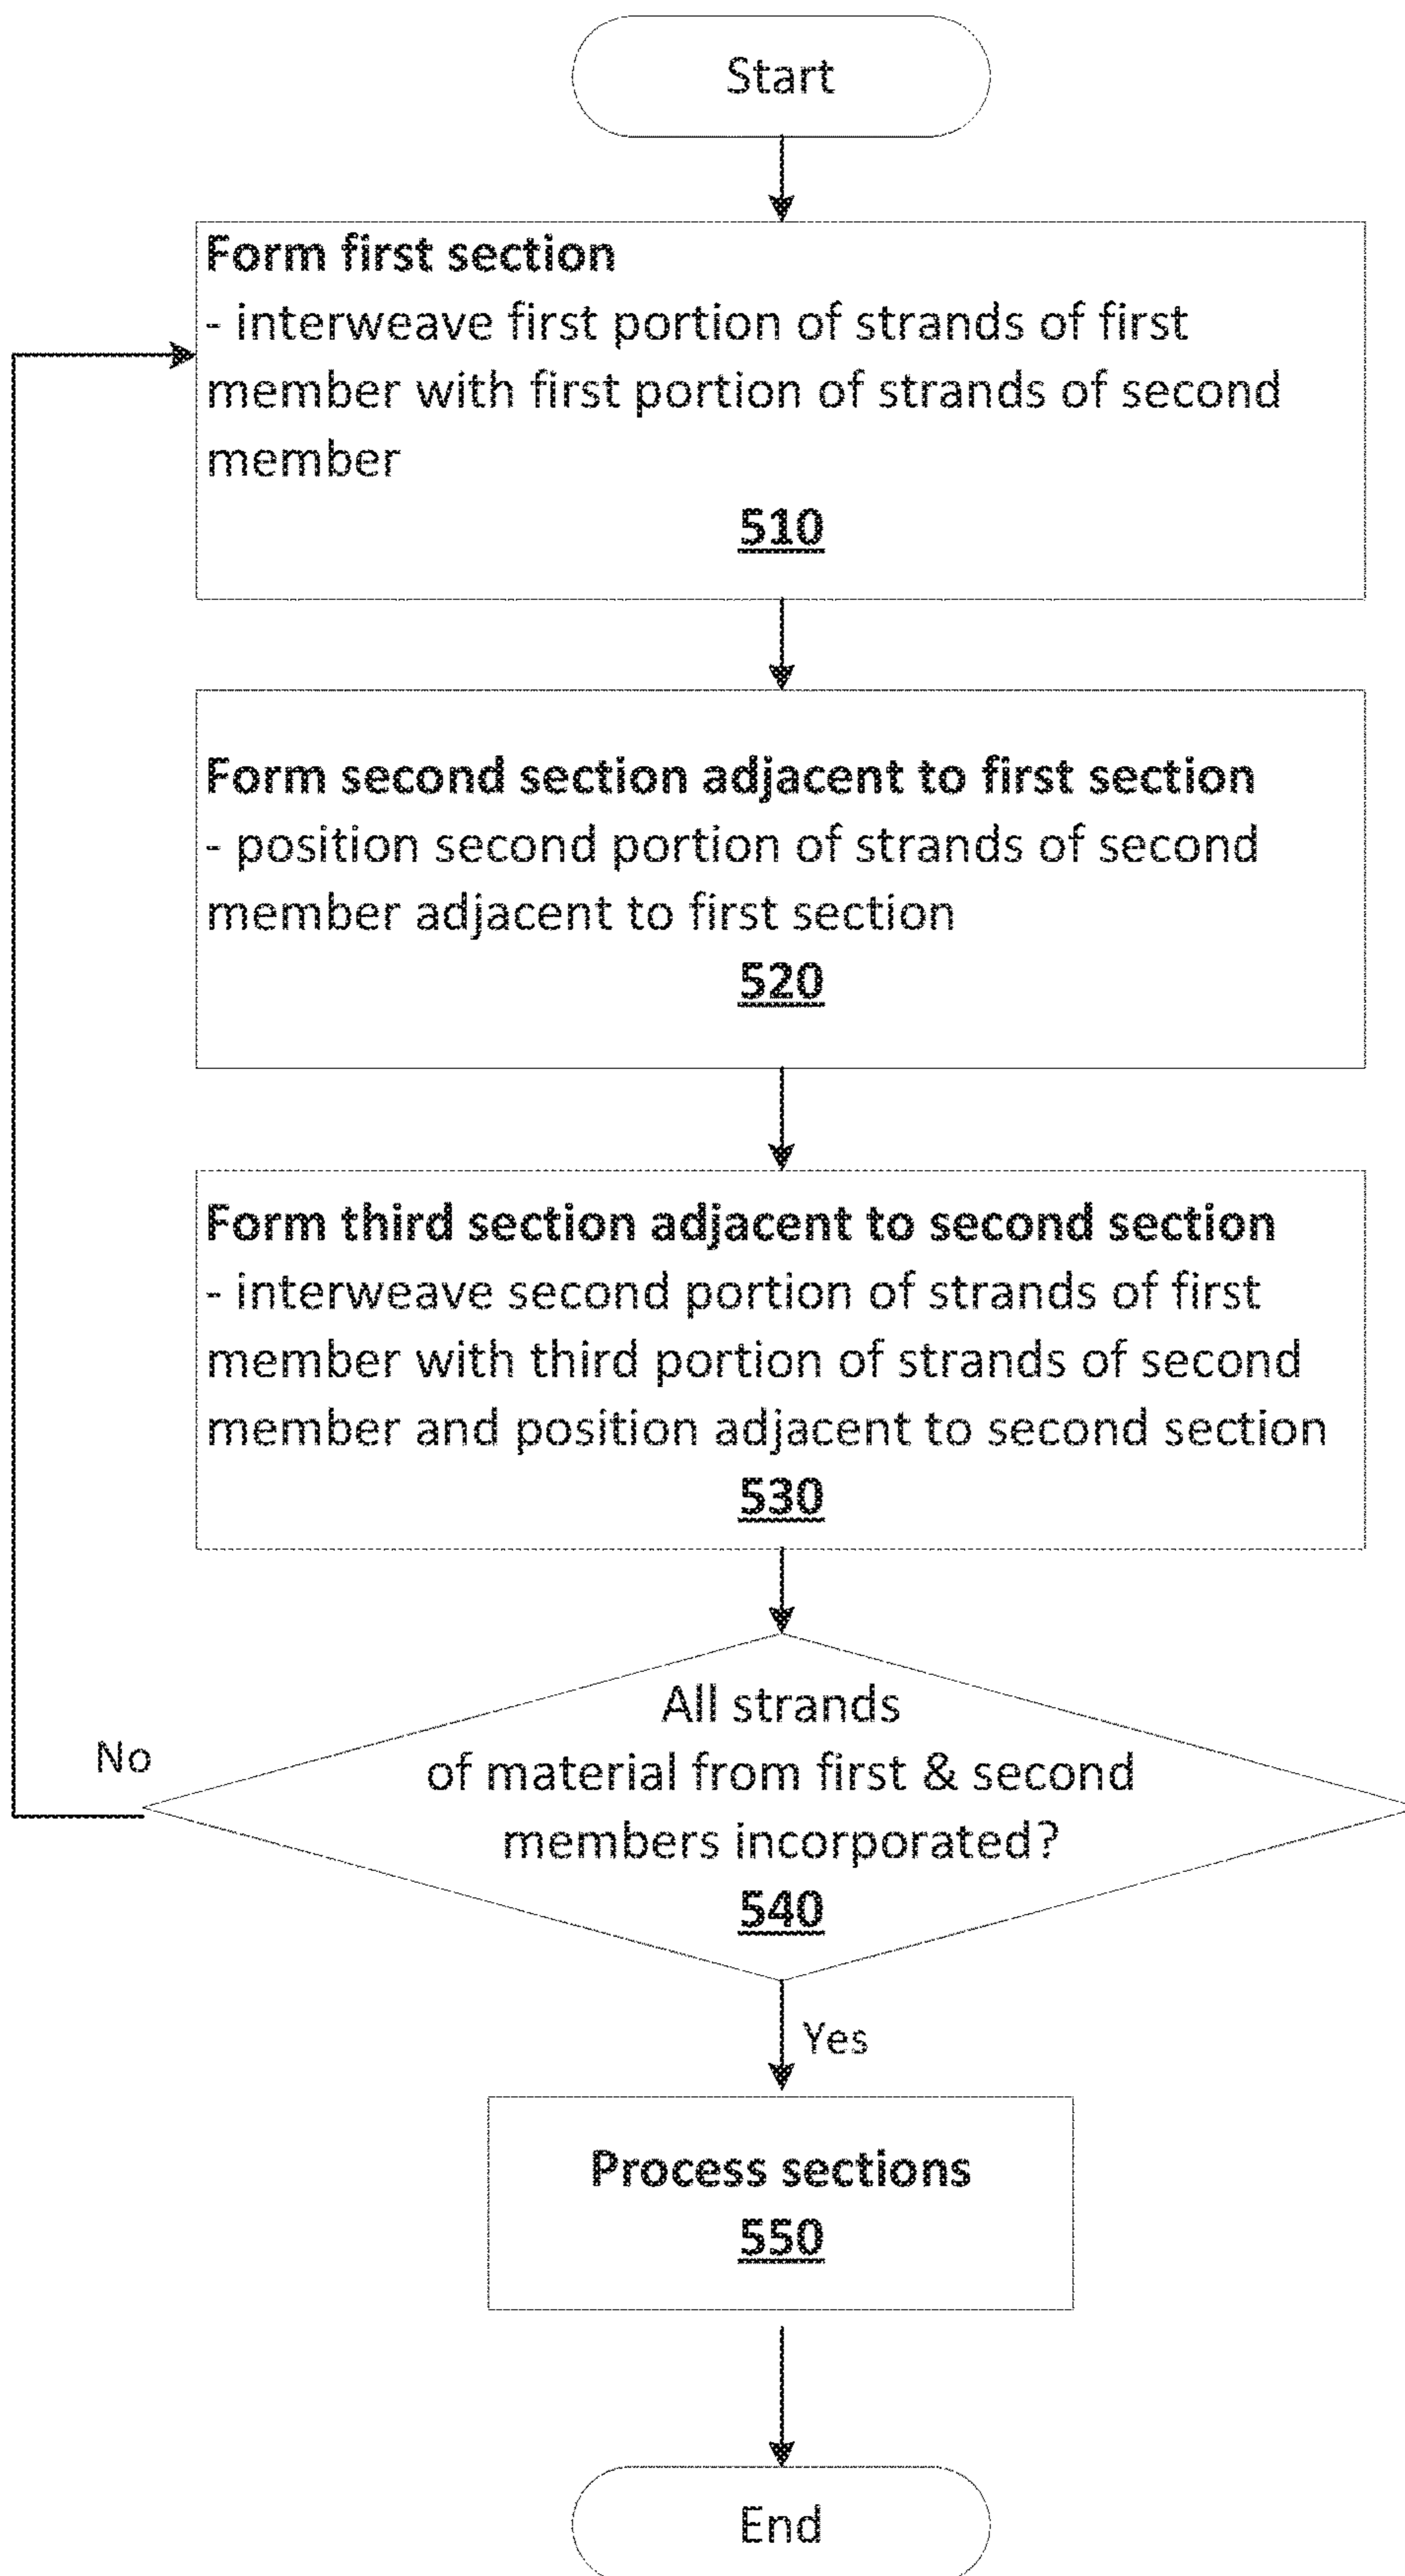 Start
Form first section
- interweave first portion of strands of first
member with first portion of strands of second
member
510
Form second section adjacent to first section
- position second portion of strands of second
member adjacent to first section
520
Form third section adjacent to second section
- interweave second portion of strands of first
member with third portion of strands of second
member and position adjacent to second section
530
All strands
of material from first & second
members incorporated?
540
No
Yes
Process sections
550
End